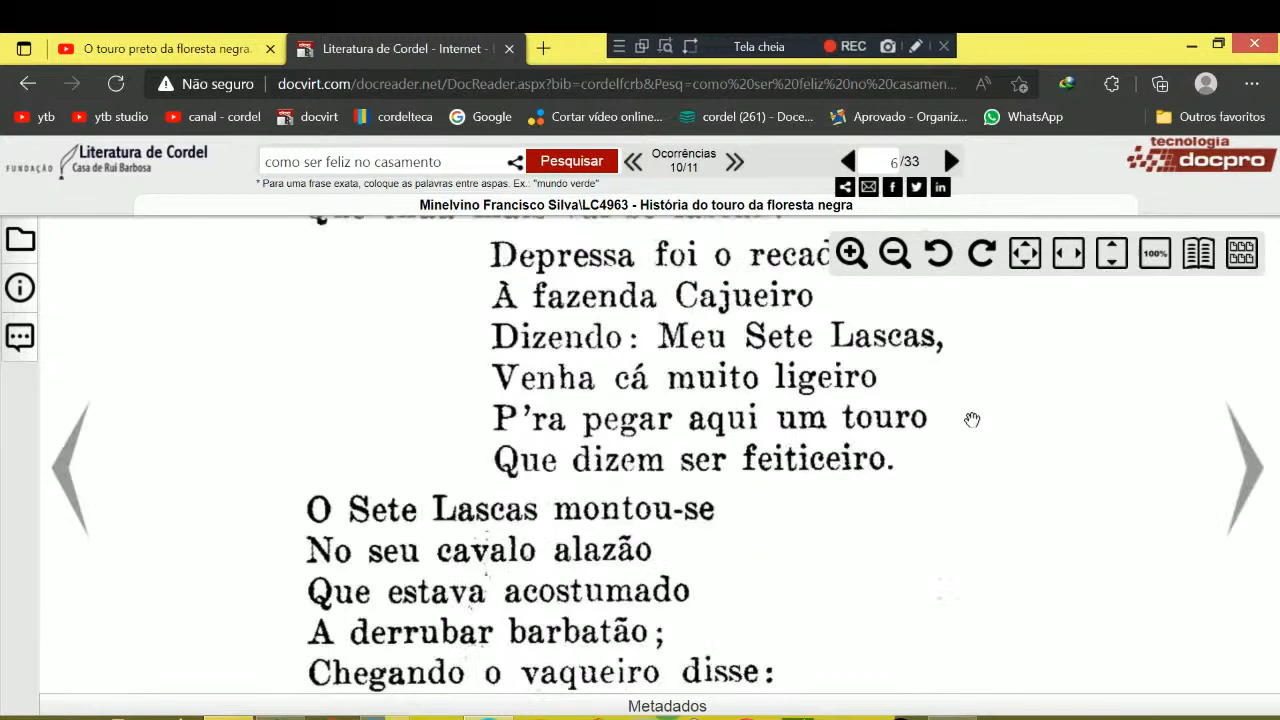 O touro preto da floresta negra.
Literatura de Cordel - Internet -
Tela cheia
REC
Não seguro
docvirt.com/docreader.net/DocReader.aspx?bib=cordelfcrb&Pesq=como%20ser%20feliz%20no%20casamen...
ytb
ytb studio
canal - cordel
docvirt
cordelteca
Google
Cortar vídeo online...
cordel (261) - Doce...
Aprovado - Organiz...
WhatsApp
Outros favoritos
FUNDAÇÃO
Literatura de Cordel
Casa de Rui Barbosa
como ser feliz no casamento
Pesquisar
Ocorrências
10/11
6 /33
tecnologia
docpro
* Para uma frase exata, coloque as palavras entre aspas. Ex.: "mundo verde"
Minelvino Francisco Silva\LC4963 - História do touro da floresta negra
100%
Depressa foi o recad
À fazenda Cajueiro
Dizendo: Meu Sete Lascas,
Venha cá muito ligeiro
P'ra pegar aqui um touro
Que dizem ser feiticeiro.
O Sete Lascas montou-se
No seu cavalo alazão
Que estava acostumado
A derrubar barbatão;
Chegando o vaqueiro disse:
Metadados